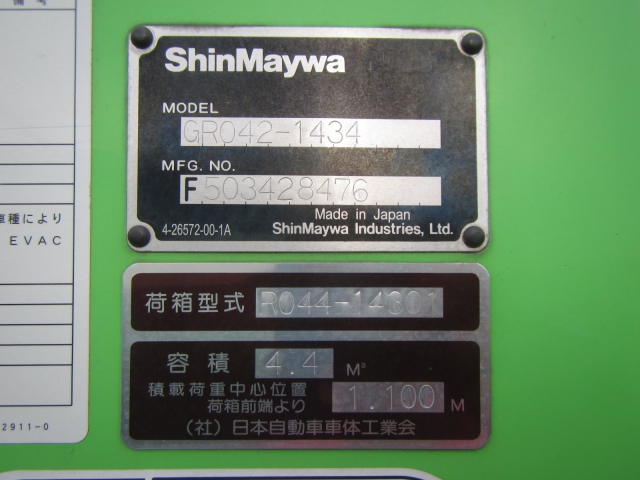 備考
車種により
EVAC
2911-0
ShinMaywa
MODEL
GR042-1434
MFG. NO.
F503428476
Made in Japan
4-26572-00-1A ShinMaywa Industries, Ltd.
荷箱型式 R044-14301
容積 4.4 M³
積載荷重中心位置
荷箱前端より 1.100 M
(社)日本自動車車体工業会